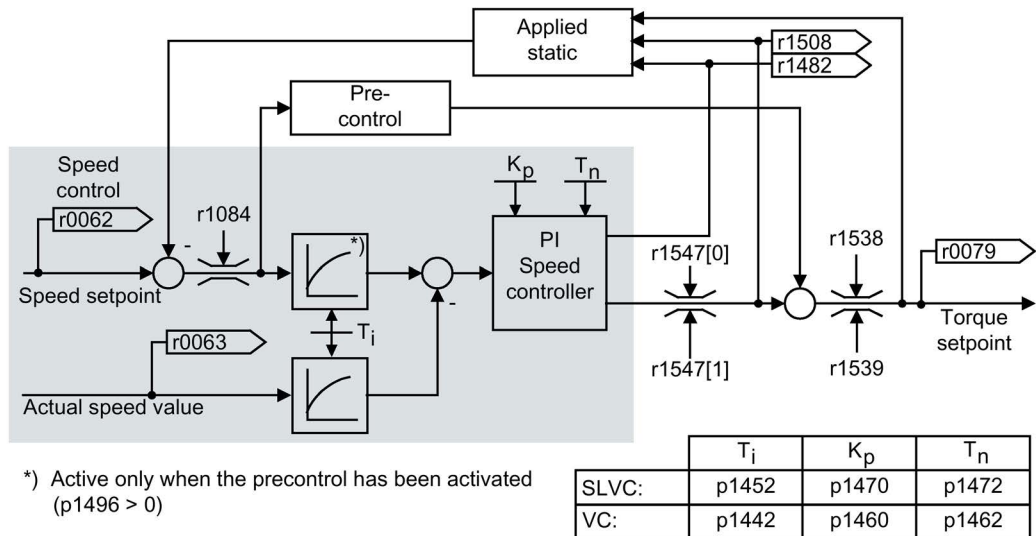 Applied
static
r1508
r1482
Pre-
control
Speed
control
r0062
r1084
Kp
Tn
*)
PI
Speed
controller
-
-
r1547[0]
r1538
r0079
Speed setpoint
r0063
Ti
Torque
setpoint
r1547[1]
r1539
Actual speed value
*) Active only when the precontrol has been activated
(p1496 > 0)
Ti Kp Tn
SLVC: p1452 p1470 p1472
VC: p1442 p1460 p1462